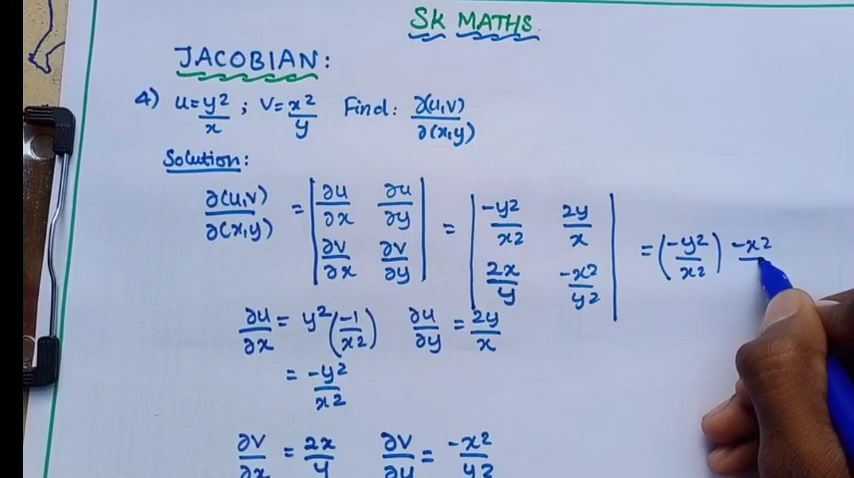 SK MATHS.
JACOBIAN:
4) u=y²/x ; v=x²/y Find: ∂(u,v)/∂(x,y)
Solution:
∂(u,v)/∂(x,y) = |∂u/∂x ∂u/∂y; ∂v/∂x ∂v/∂y| = |-y²/x² 2y/x; 2x/y -x²/y²| = (-y²/x²) -x²
∂u/∂x = y²(-1/x²) ∂u/∂y = 2y/x
= -y²/x²
∂v/∂x = 2x/y ∂v/∂y = -x²/y²